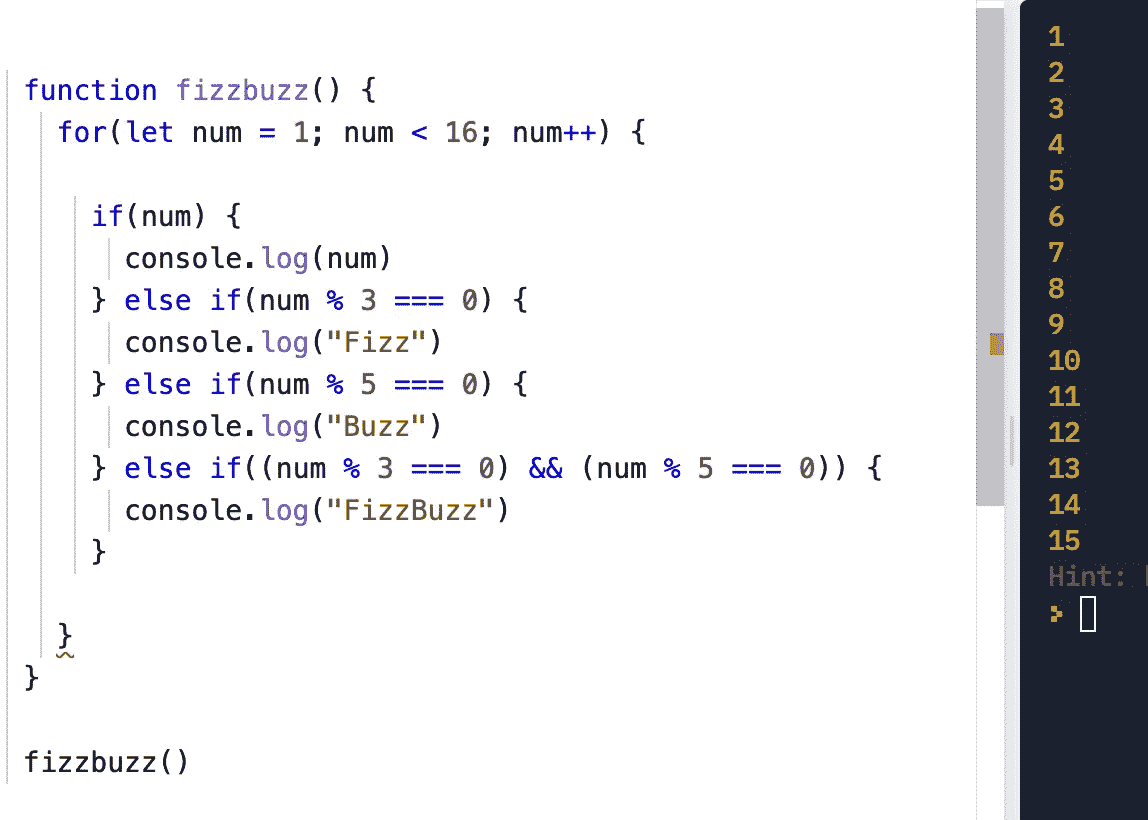 function fizzbuzz() {
for(let num = 1; num < 16; num++) {
if(num) {
console.log(num)
} else if(num % 3 === 0) {
console.log("Fizz")
} else if(num % 5 === 0) {
console.log("Buzz")
} else if((num % 3 === 0) && (num % 5 === 0)) {
console.log("FizzBuzz")
}
}
}
fizzbuzz()
1
2
3
4
5
6
7
8
9
10
11
12
13
14
15
Hint: